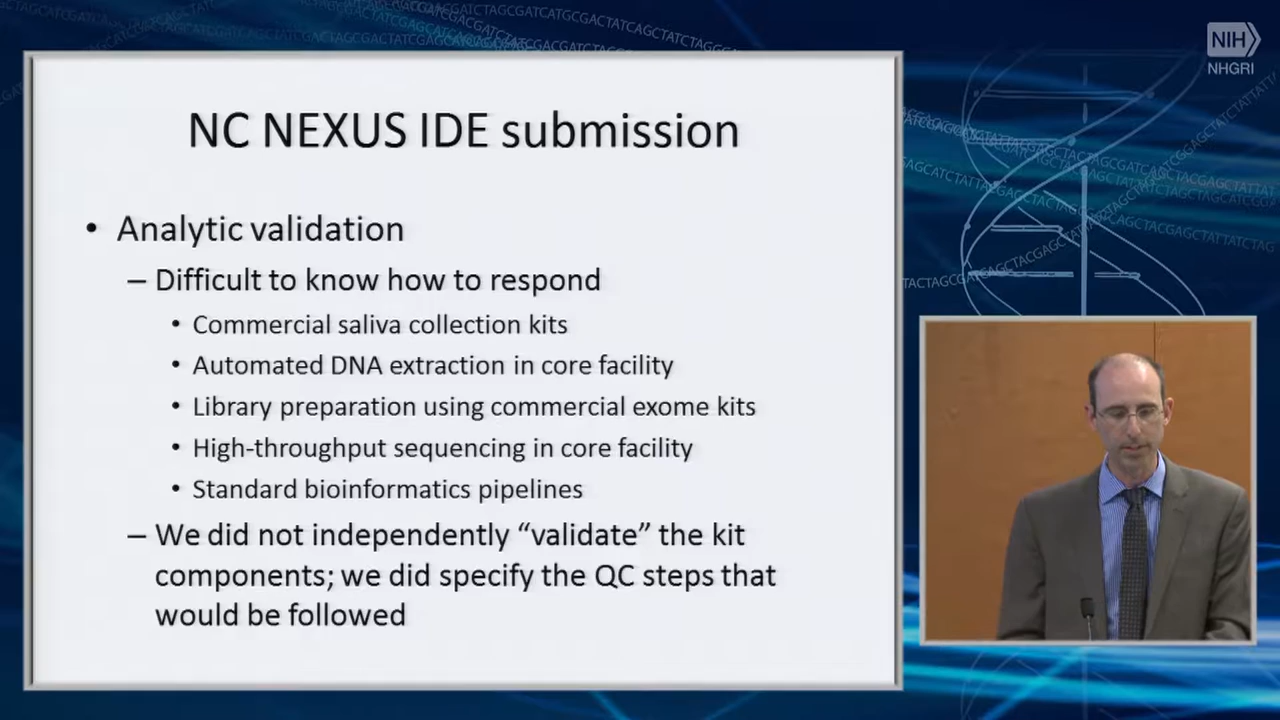 NIH
NHGRI
NC NEXUS IDE submission
• Analytic validation
– Difficult to know how to respond
• Commercial saliva collection kits
• Automated DNA extraction in core facility
• Library preparation using commercial exome kits
• High-throughput sequencing in core facility
• Standard bioinformatics pipelines
– We did not independently “validate” the kit
components; we did specify the QC steps that
would be followed